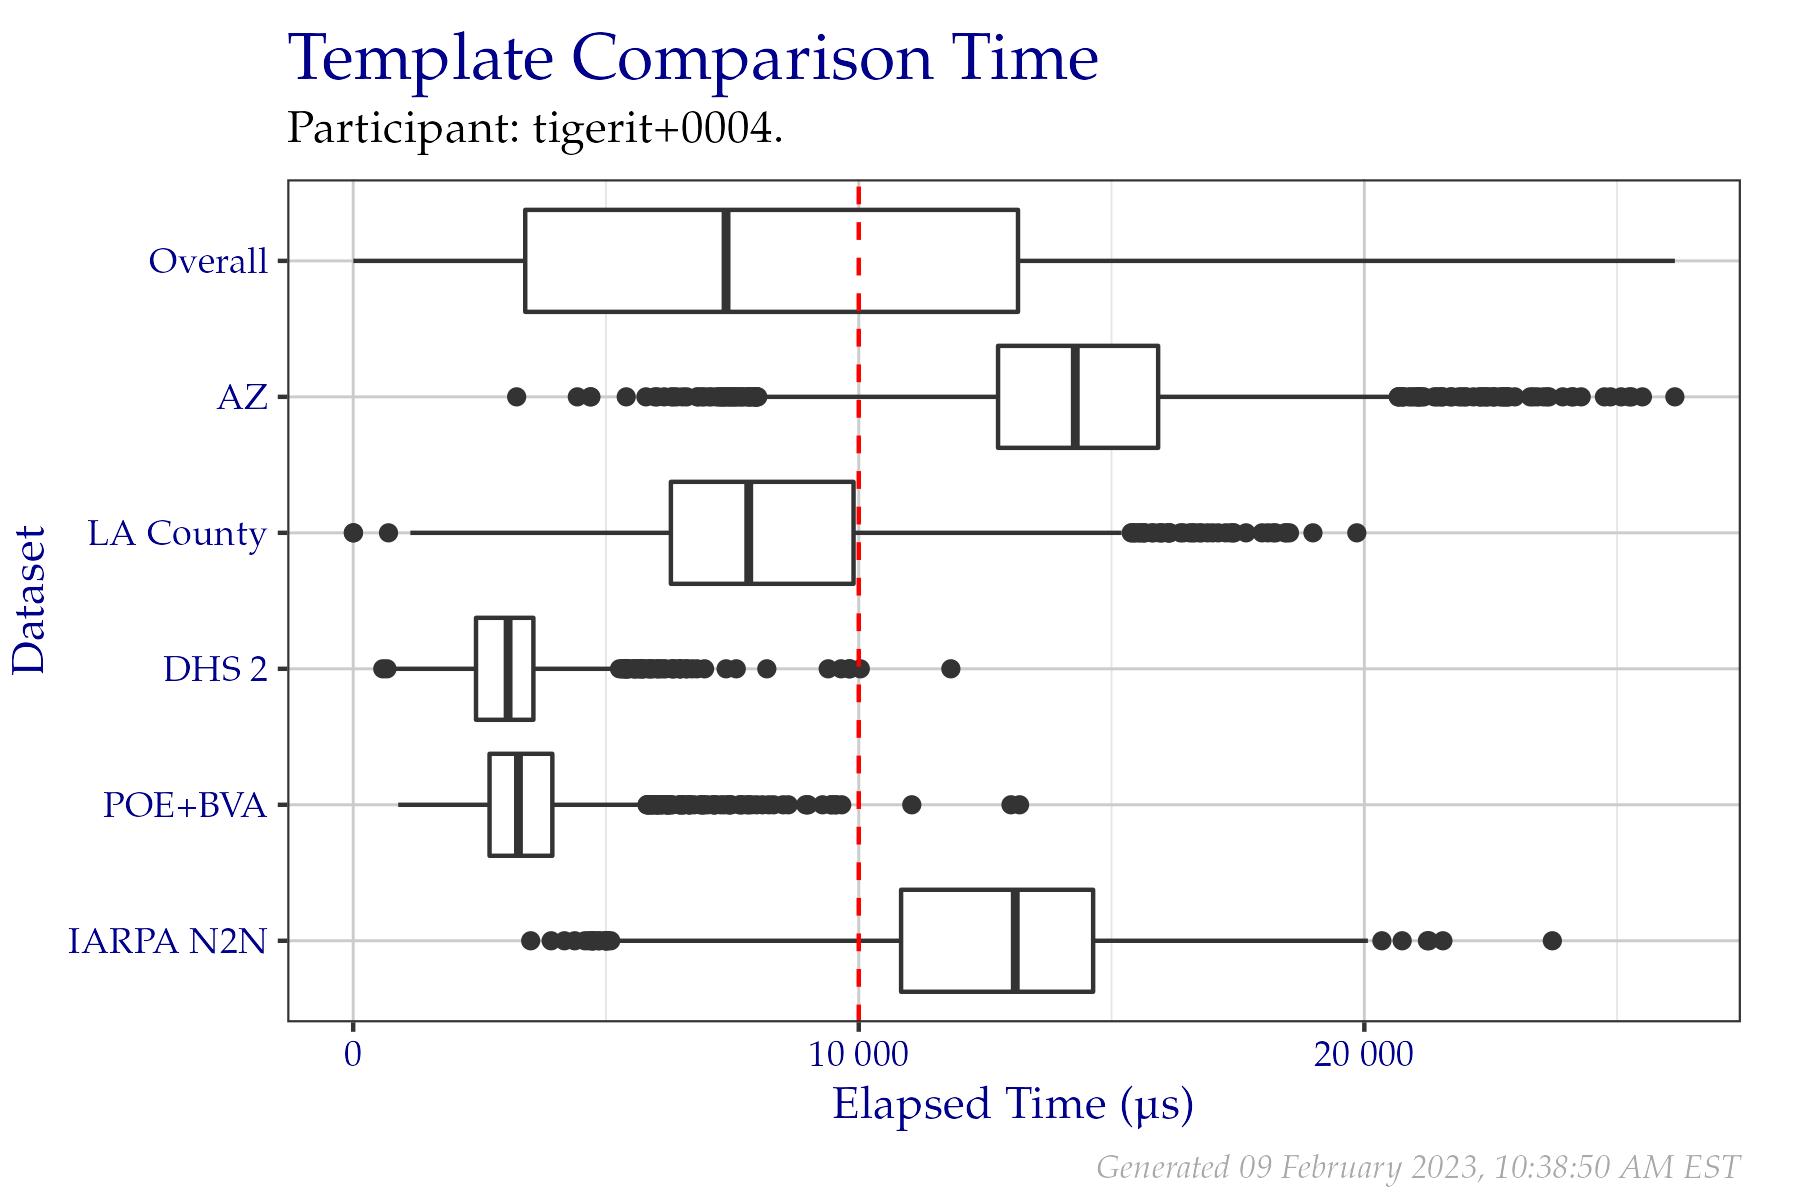 Template Comparison Time
Participant: tigerit+0004.
Dataset
Overall
AZ
LA County
DHS 2
POE+BVA
IARPA N2N
0
10 000
20 000
Elapsed Time (μs)
Generated 09 February 2023, 10:38:50 AM EST